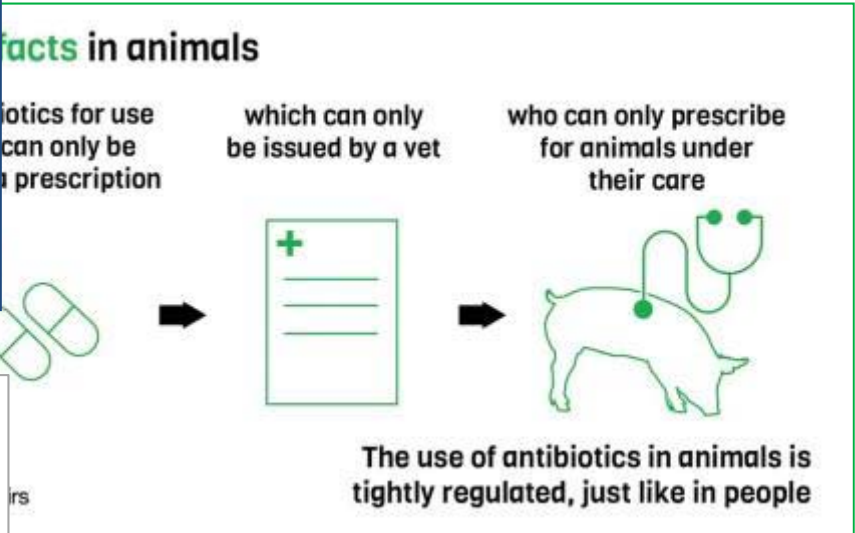 facts in animals
iotics for use
can only be
a prescription
which can only
be issued by a vet
who can only prescribe
for animals under
their care
The use of antibiotics in animals is
tightly regulated, just like in people
irs